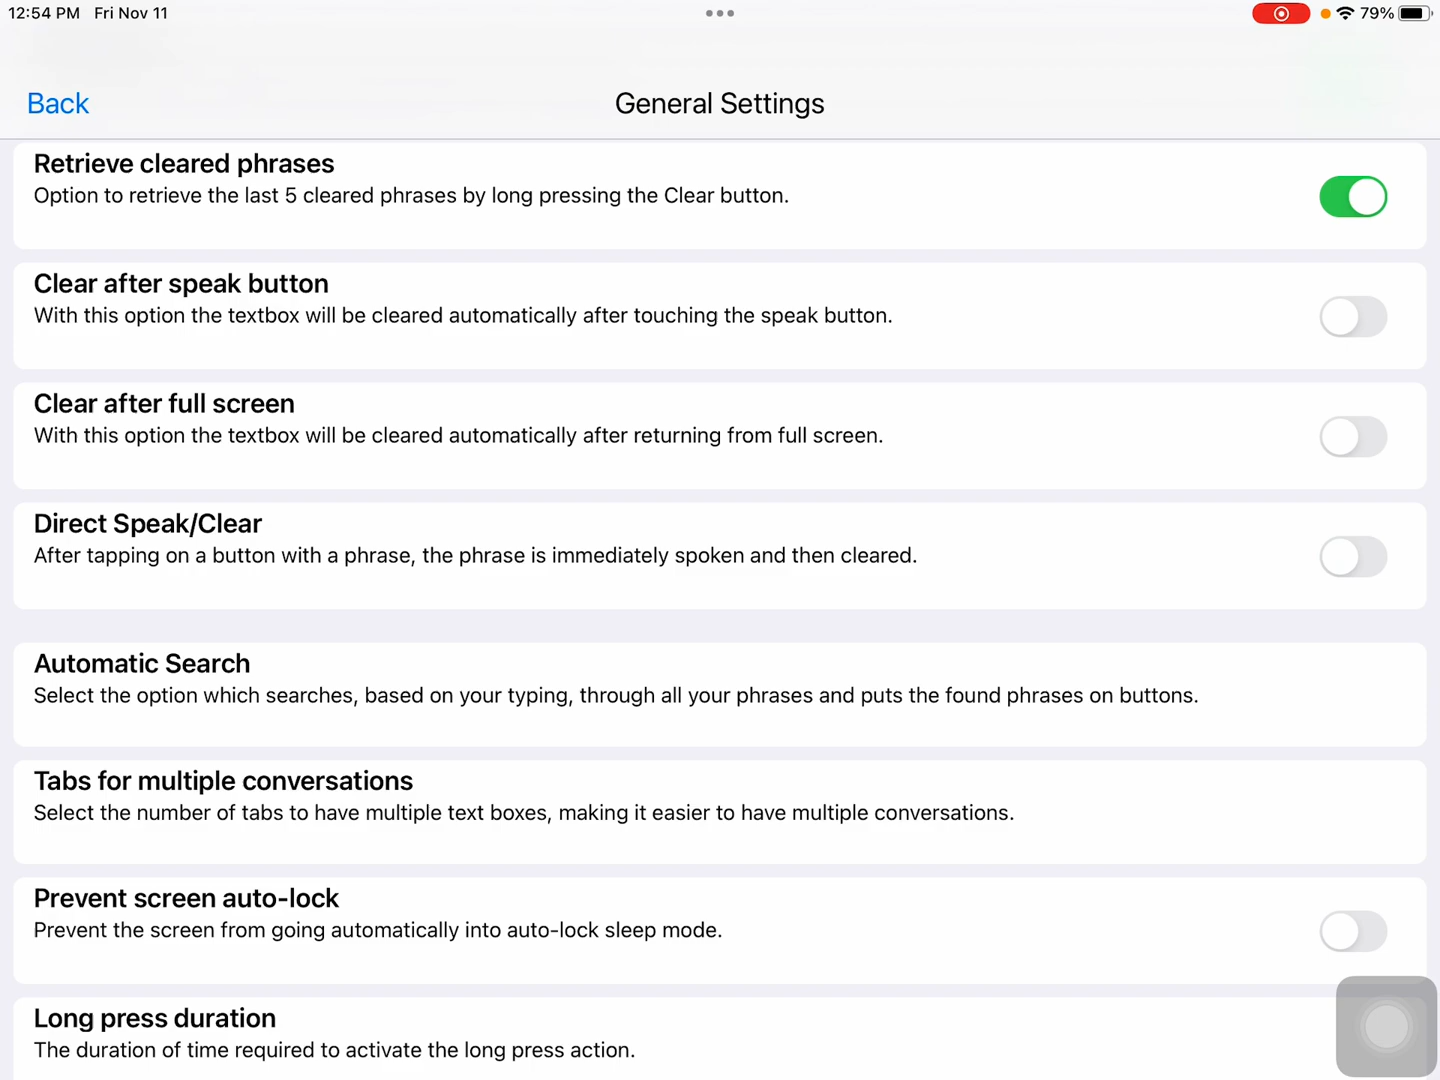 12:54 PM Fri Nov 11
79%
Back
General Settings
Retrieve cleared phrases
Option to retrieve the last 5 cleared phrases by long pressing the Clear button.
Clear after speak button
With this option the textbox will be cleared automatically after touching the speak button.
Clear after full screen
With this option the textbox will be cleared automatically after returning from full screen.
Direct Speak/Clear
After tapping on a button with a phrase, the phrase is immediately spoken and then cleared.
Automatic Search
Select the option which searches, based on your typing, through all your phrases and puts the found phrases on buttons.
Tabs for multiple conversations
Select the number of tabs to have multiple text boxes, making it easier to have multiple conversations.
Prevent screen auto-lock
Prevent the screen from going automatically into auto-lock sleep mode.
Long press duration
The duration of time required to activate the long press action.